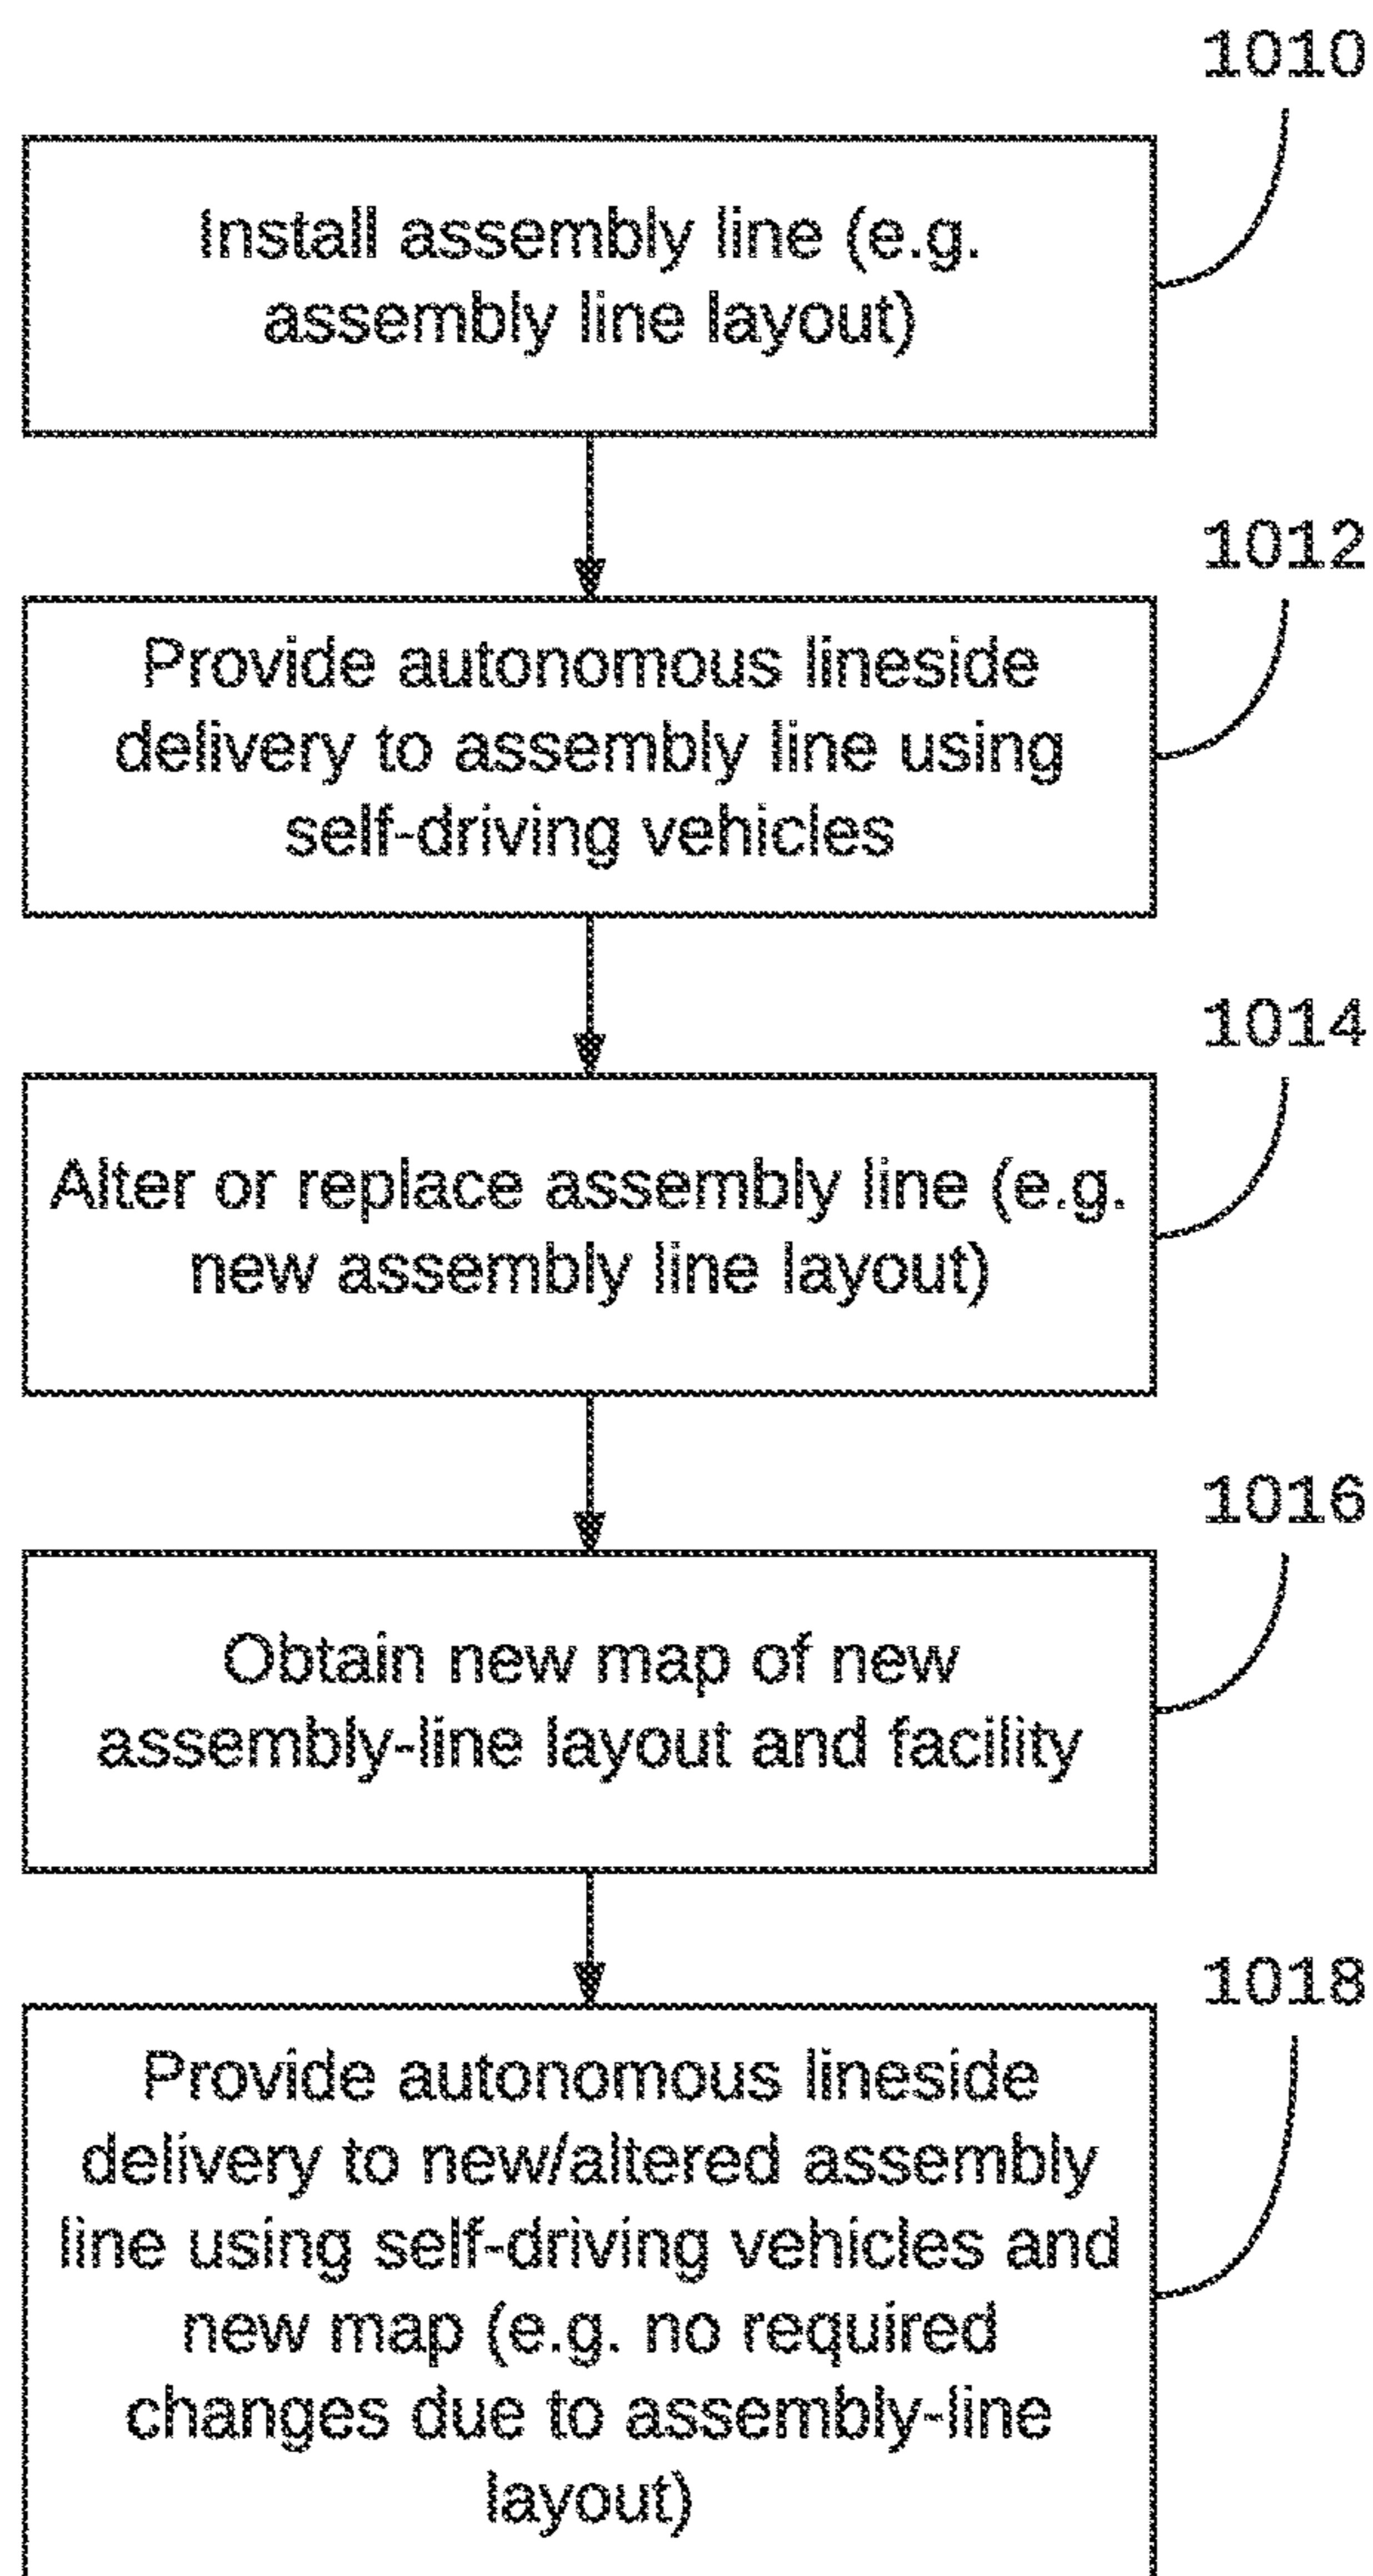 1010
Install assembly line (e.g.
assembly line layout)
1012
Provide autonomous lineside
delivery to assembly line using
self-driving vehicles
1014
Alter or replace assembly line (e.g.
new assembly line layout)
1016
Obtain new map of new
assembly-line layout and facility
1018
Provide autonomous lineside
delivery to new/altered assembly
line using self-driving vehicles and
new map (e.g. no required
changes due to assembly-line
layout)